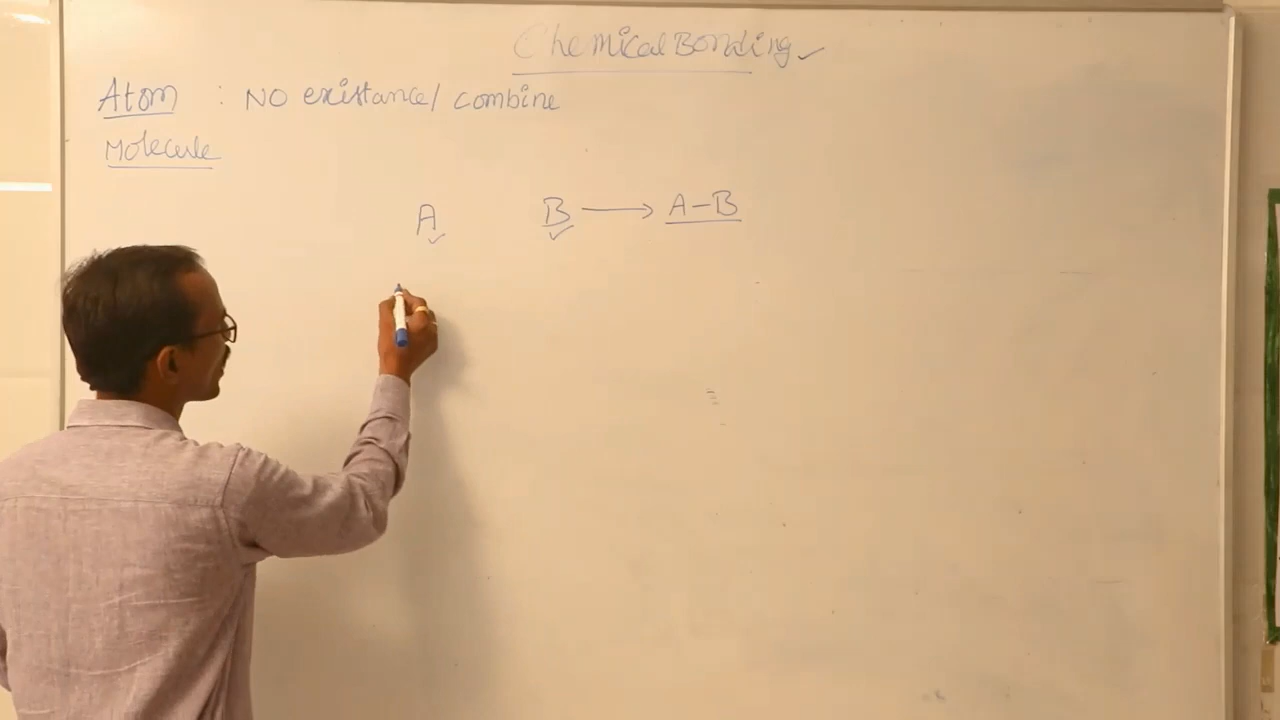 Chemical Bonding
Atom : NO existance/ combine
Molecule
A B → A-B